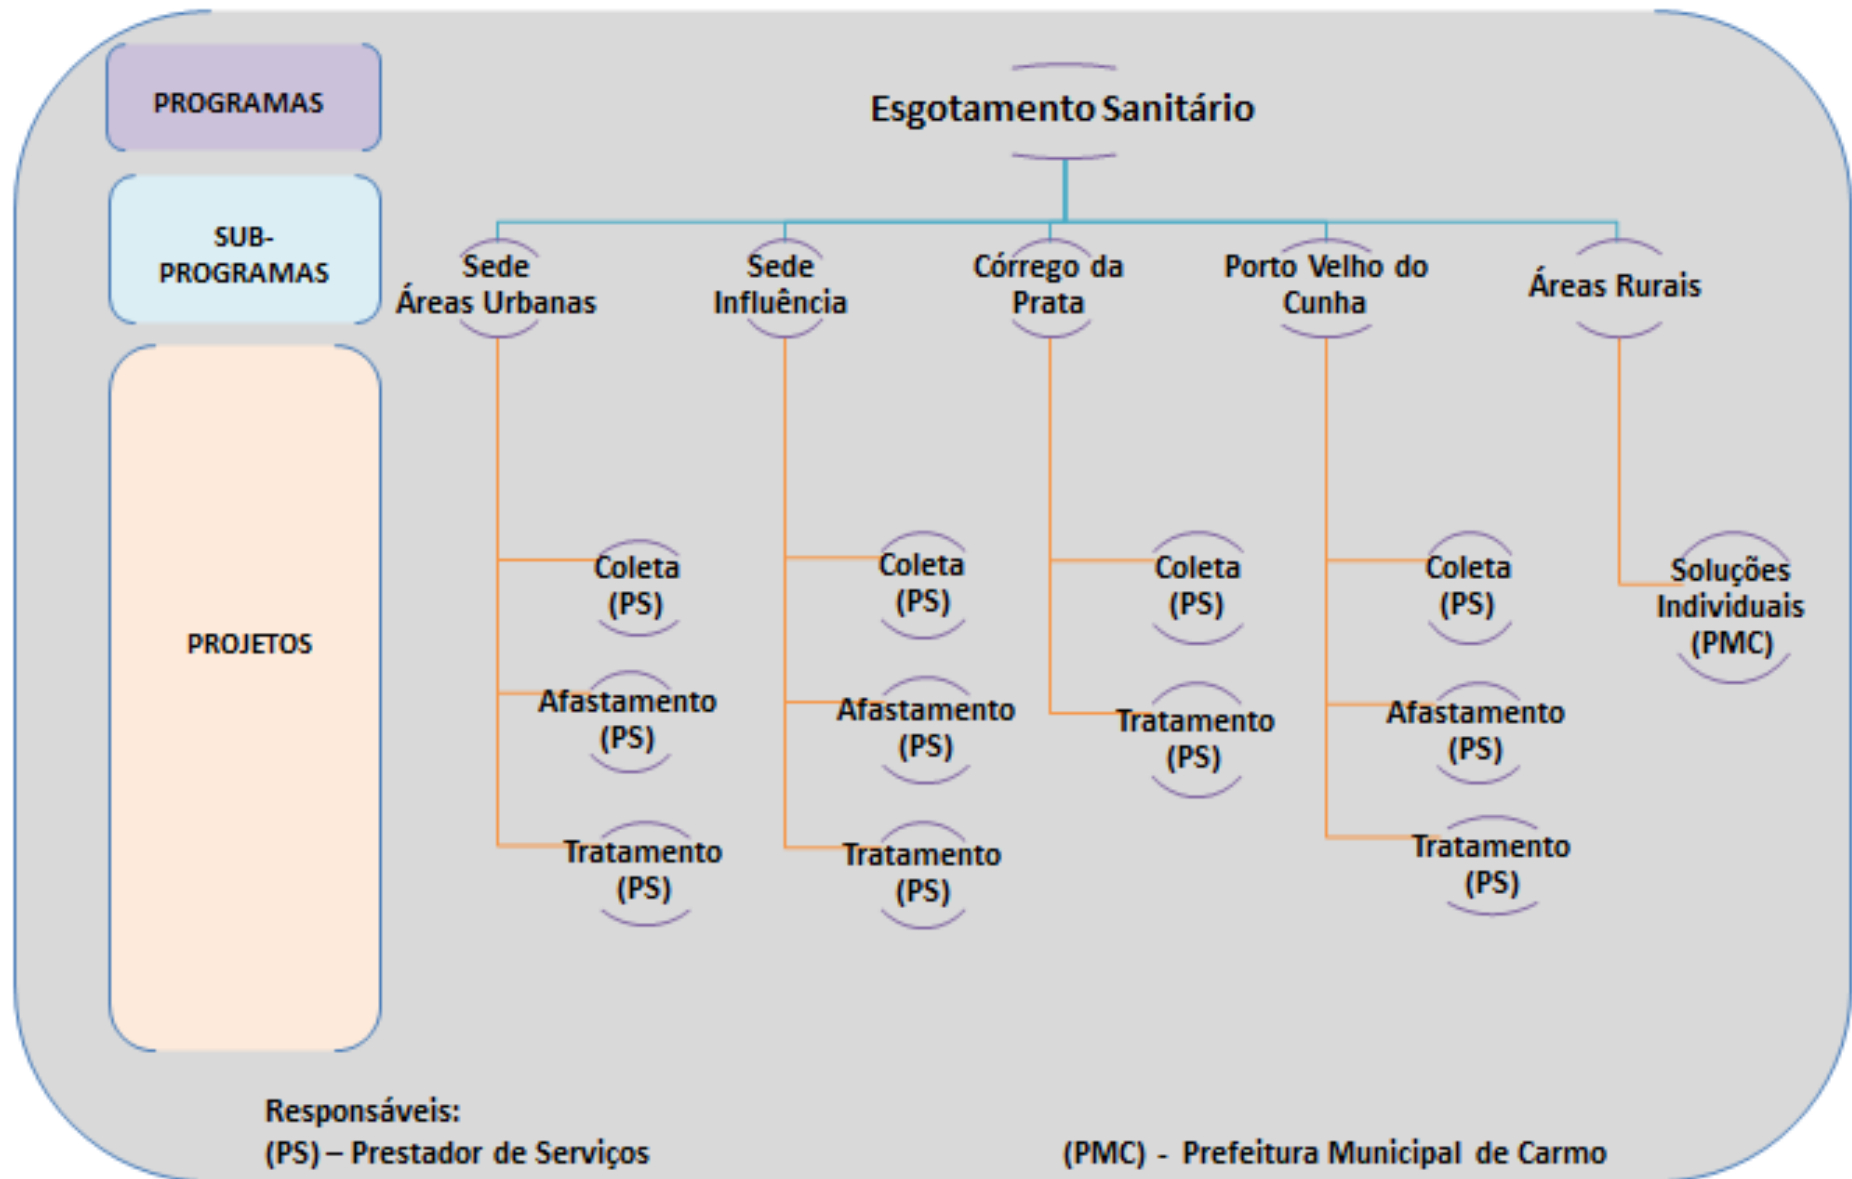 PROGRAMAS
Esgotamento Sanitário
SUB-
PROGRAMAS
Sede
Áreas Urbanas
Sede
Influência
Córrego da
Prata
Porto Velho do
Cunha
Áreas Rurais
PROJETOS
Coleta
(PS)
Afastamento
(PS)
Tratamento
(PS)
Coleta
(PS)
Afastamento
(PS)
Tratamento
(PS)
Coleta
(PS)
Tratamento
(PS)
Coleta
(PS)
Afastamento
(PS)
Tratamento
(PS)
Soluções
Individuais
(PMC)
Responsáveis:
(PS) – Prestador de Serviços
(PMC) - Prefeitura Municipal de Carmo